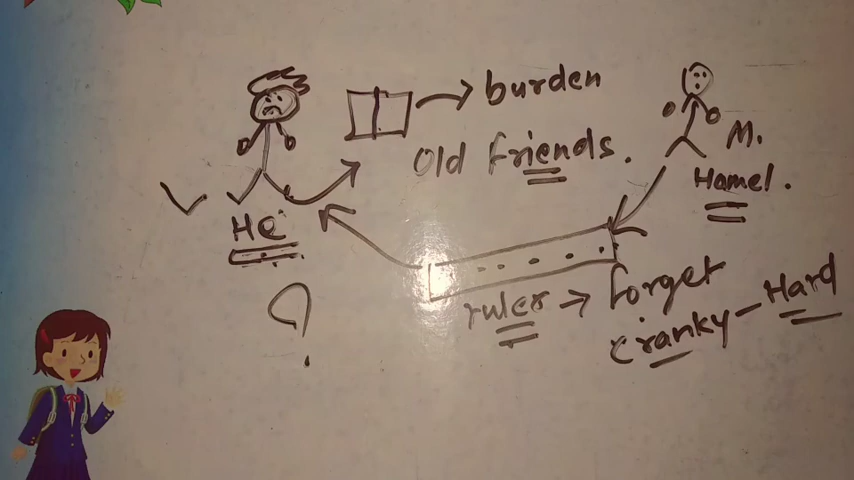 burden
Old friends.
M.
Hamel.
He
?
ruler → forget
cranky - Hard